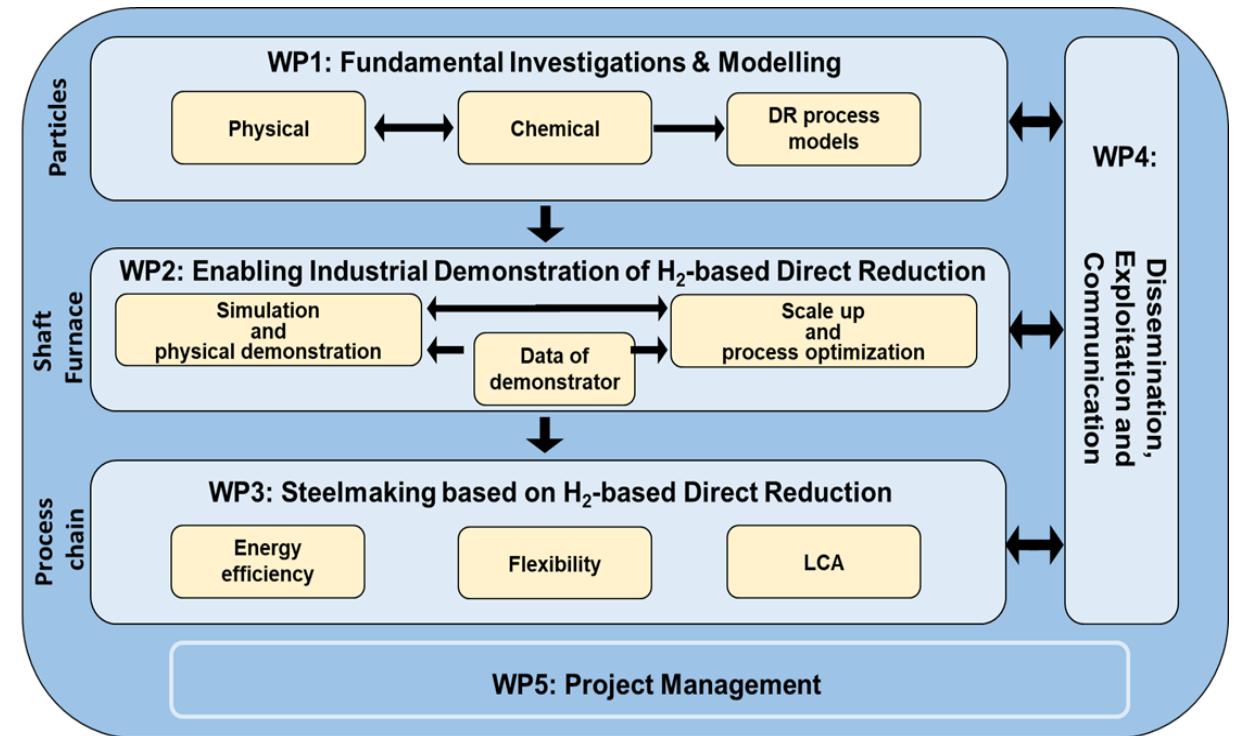 Particles
WP1: Fundamental Investigations & Modelling
Physical
Chemical
DR process
models
Shaft
Furnace
WP2: Enabling Industrial Demonstration of H₂-based Direct Reduction
Simulation
and
physical demonstration
Data of
demonstrator
Scale up
and
process optimization
Process
chain
WP3: Steelmaking based on H₂-based Direct Reduction
Energy
efficiency
Flexibility
LCA
WP4:
Dissemination,
Exploitation and
Communication
WP5: Project Management